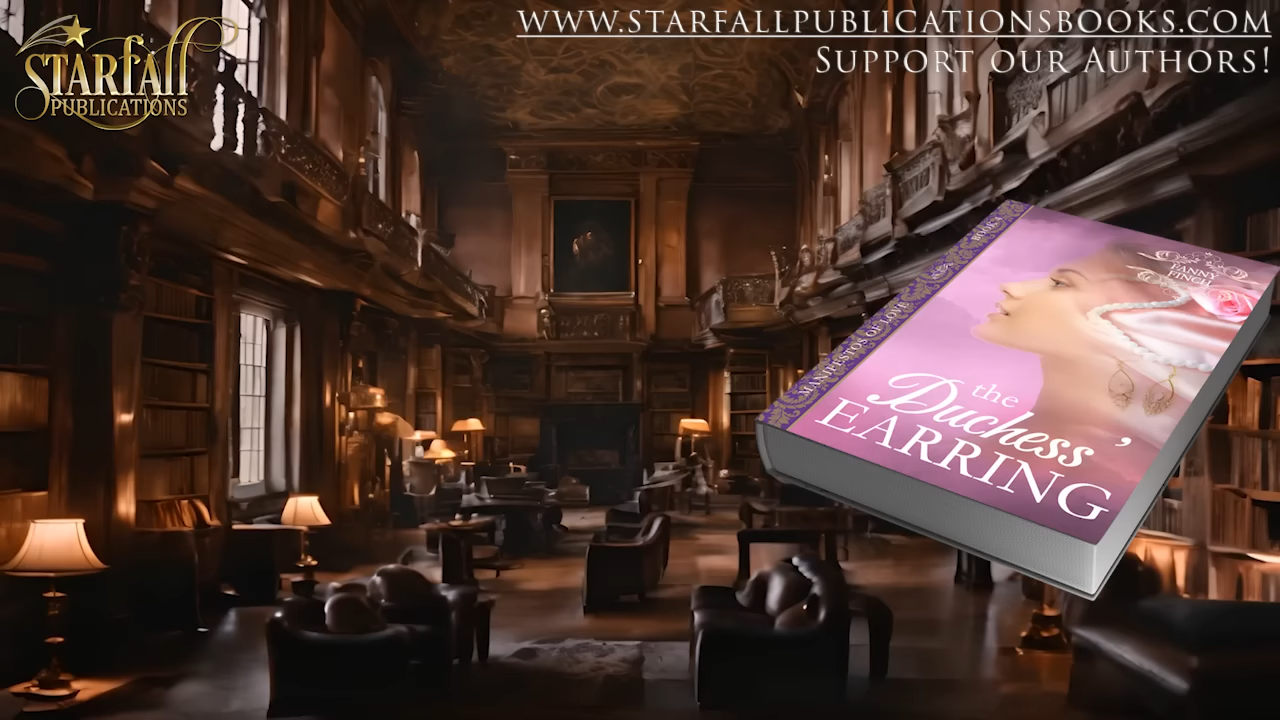 STARfall
PUBLICATIONS
WWW.STARFALLPUBLICATIONSBOOKS.COM
SUPPORT OUR AUTHORS!
MANIFESTOS OF LOVE
FANNY
FINCH
the
Duchess'
EARRING